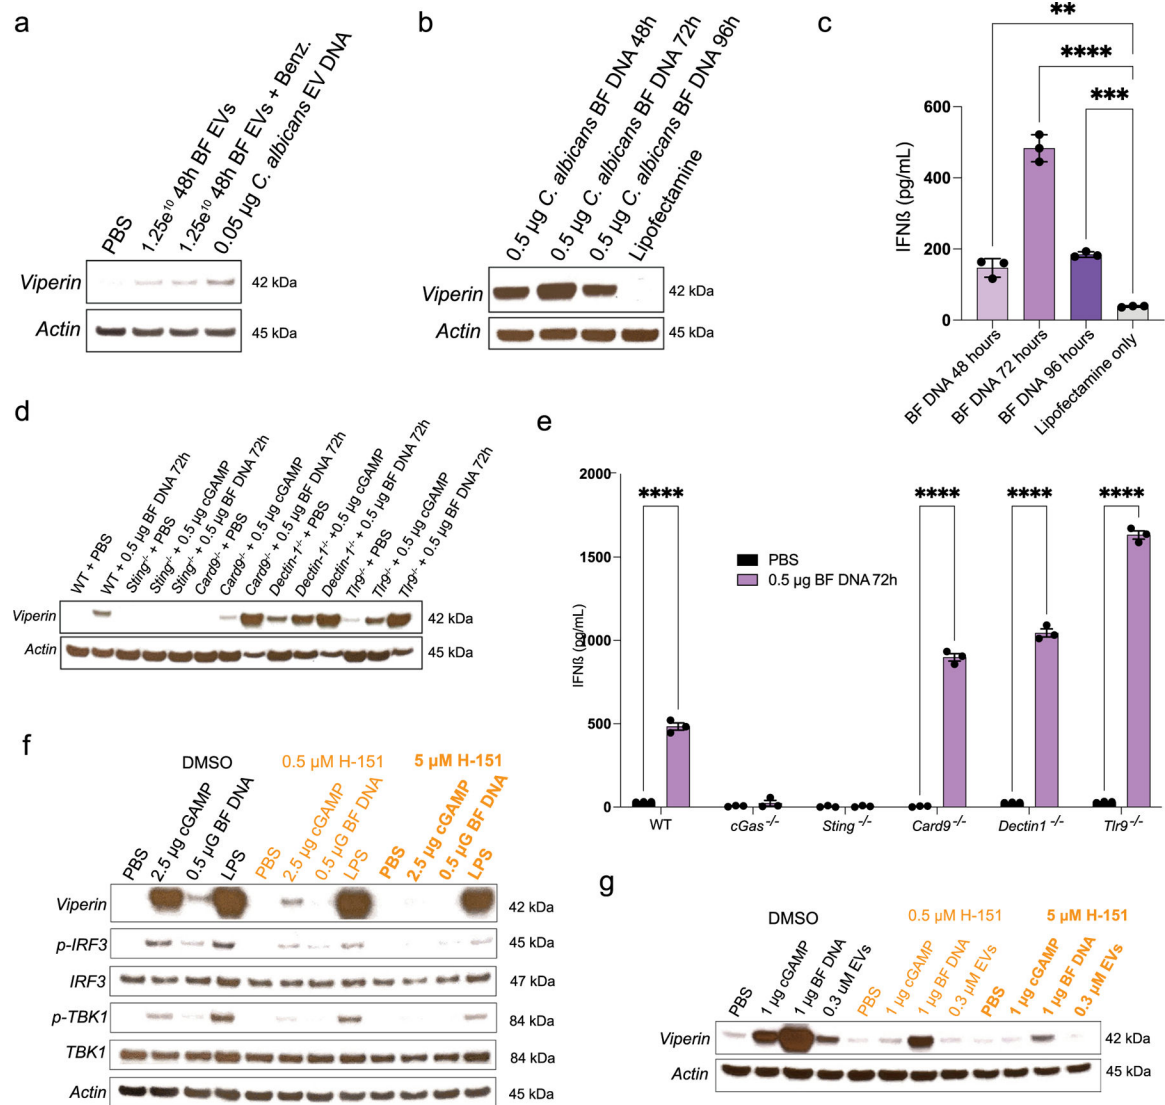 a
PBS
1.25e¹⁰ 48h BF EVs
1.25e¹⁰ 48h BF EVs + Benz.
0.05 µg C. albicans EV DNA
Viperin
42 kDa
Actin
45 kDa
b
0.5 µg C. albicans BF DNA 48h
0.5 µg C. albicans BF DNA 72h
0.5 µg C. albicans BF DNA 96h
Lipofectamine
Viperin
42 kDa
Actin
45 kDa
c
**
****
***
600
400
200
0
IFNß (pg/mL)
BF DNA 48 hours
BF DNA 72 hours
BF DNA 96 hours
Lipofectamine only
d
WT + PBS
WT + 0.5 µg BF DNA 72h
Sting-/- + PBS
Sting-/- + 0.5 µg cGAMP
Sting-/- + 0.5 µg BF DNA 72h
Card9-/- + PBS
Card9-/- + 0.5 µg cGAMP
Card9-/- + 0.5 µg BF DNA 72h
Dectin-1-/- + PBS
Dectin-1-/- +0.5 µg cGAMP
Dectin-1-/- + 0.5 µg BF DNA 72h
Tlr9-/- + PBS
Tlr9-/- + 0.5 µg cGAMP
Tlr9-/- + 0.5 µg BF DNA 72h
Viperin
42 kDa
Actin
45 kDa
e
2000
1500
1000
500
0
IFNß (pg/mL)
****
****
****
****
PBS
0.5 µg BF DNA 72h
WT
cGas -/-
Sting -/-
Card9 -/-
Dectin1 -/-
Tlr9 -/-
f
DMSO
0.5 µM H-151
5 µM H-151
PBS
2.5 µg cGAMP
0.5 µG BF DNA
LPS
PBS
2.5 µg cGAMP
0.5 µG BF DNA
LPS
PBS
2.5 µg cGAMP
0.5 µG BF DNA
LPS
Viperin
42 kDa
p-IRF3
45 kDa
IRF3
47 kDa
p-TBK1
84 kDa
TBK1
84 kDa
Actin
45 kDa
g
DMSO
0.5 µM H-151
5 µM H-151
PBS
1 µg cGAMP
1 µg BF DNA
0.3 uM EVs
PBS
1 µg cGAMP
1 µg BF DNA
0.3 µM EVs
PBS
1 µg cGAMP
1 µg BF DNA
0.3 µM EVs
Viperin
42 kDa
Actin
45 kDa